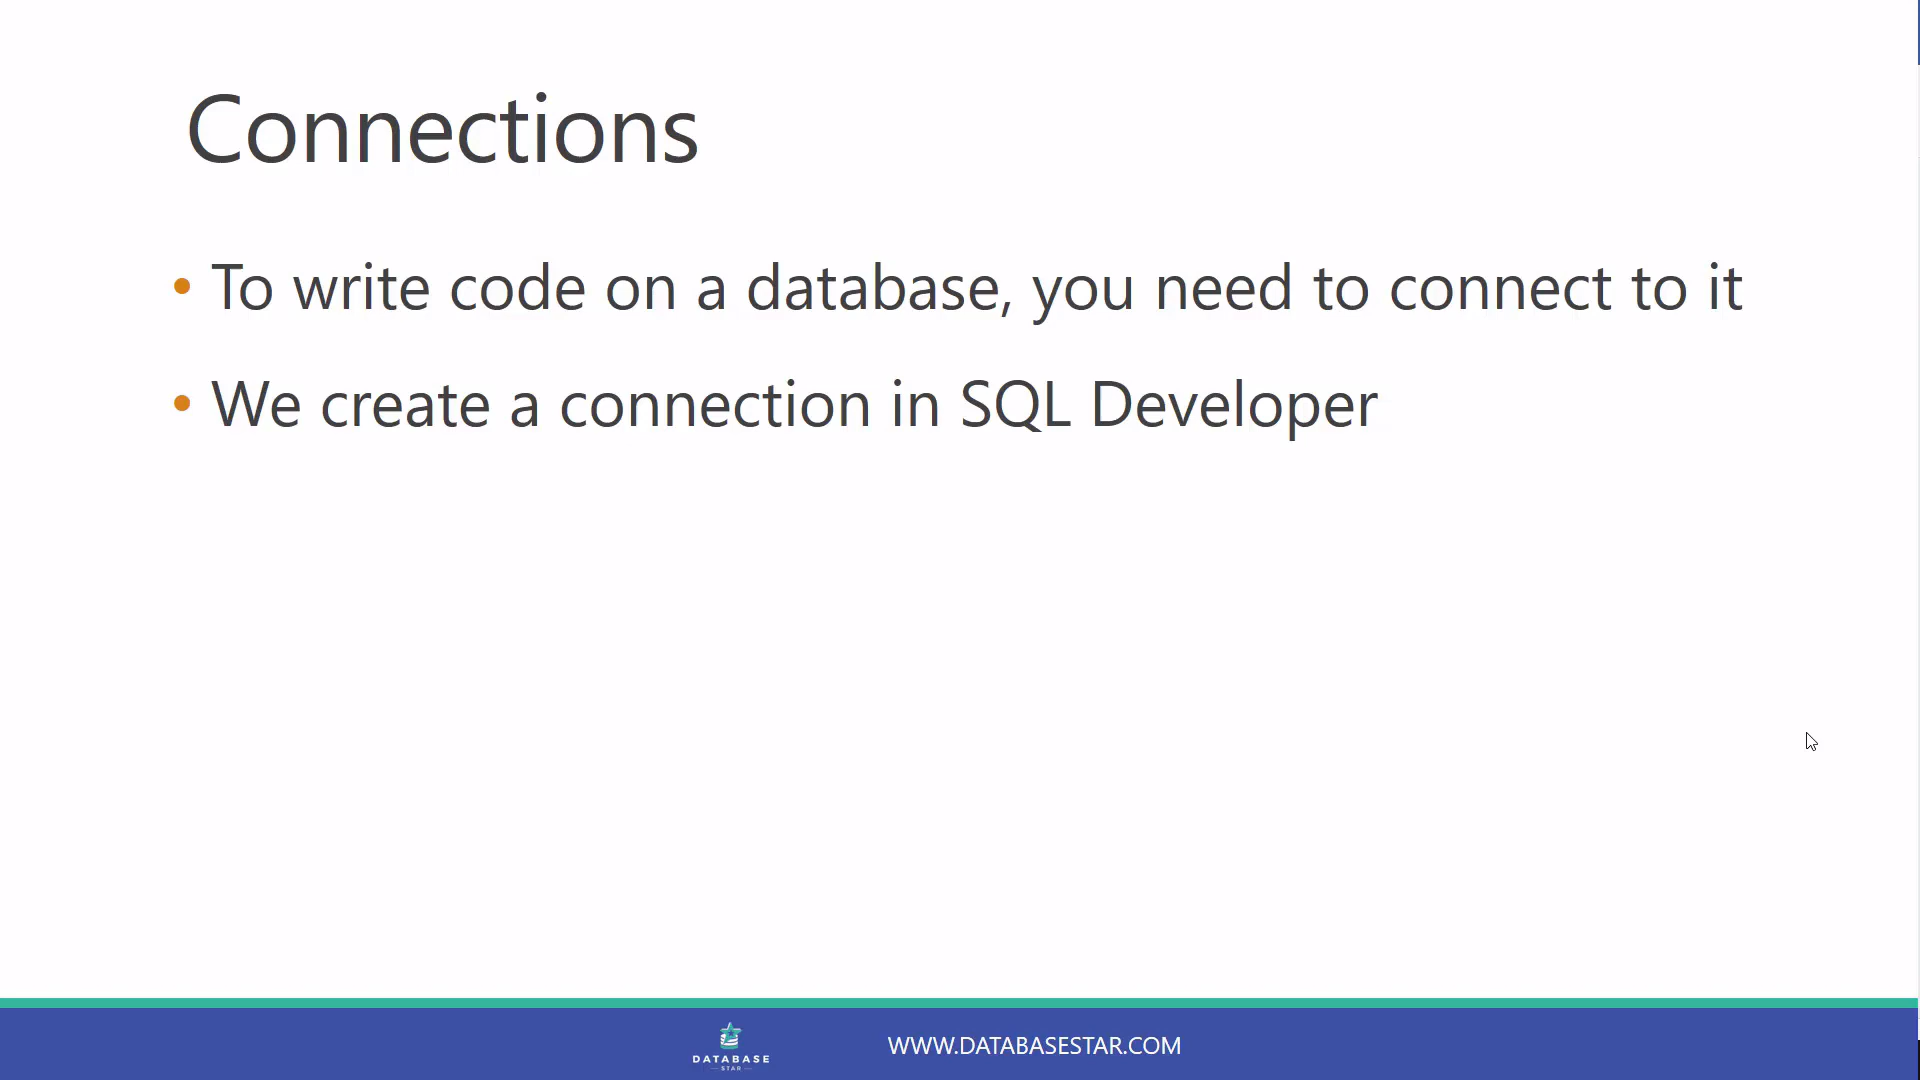 Connections
• To write code on a database, you need to connect to it
• We create a connection in SQL Developer
DATABASE
STAR
WWW.DATABASESTAR.COM